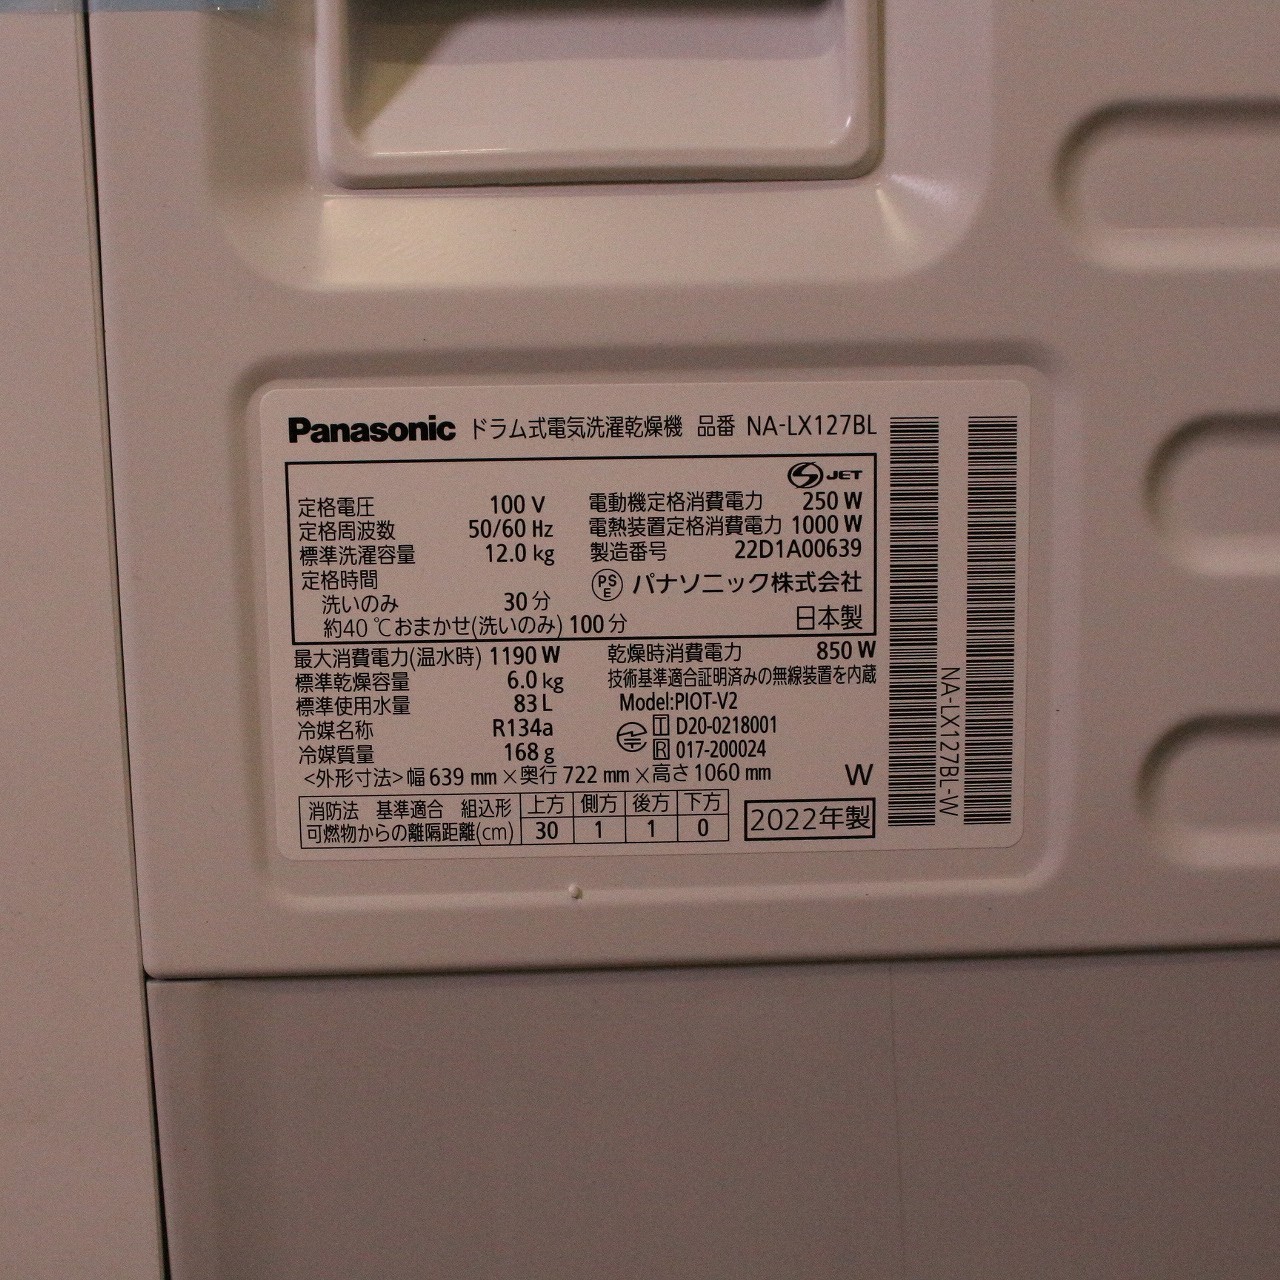 Panasonic ドラム式電気洗濯乾燥機 品番 NA-LX127BL
JET
定格電圧 100 V 電動機定格消費電力 250 W
定格周波数 50/60 Hz 電熱装置定格消費電力 1000 W
標準洗濯容量 12.0 kg 製造番号 22D1A00639
定格時間 PSE パナソニック株式会社
洗いのみ 30 分
約40 ℃おまかせ(洗いのみ) 100 分 日本製
最大消費電力(温水時) 1190 W 乾燥時消費電力 850 W
標準乾燥容量 6.0 kg 技術基準適合証明済みの無線装置を内蔵
標準使用水量 83 L Model:PIOT-V2
冷媒名称 R134a T D20-0218001
冷媒質量 168 g R 017-200024
<外形寸法>幅 639 mm×奥行 722 mm×高さ 1060 mm W
消防法 基準適合 組込形 上方 側方 後方 下方
可燃物からの離隔距離(cm) 30 1 1 0
2022年製
NA-LX127BL-W